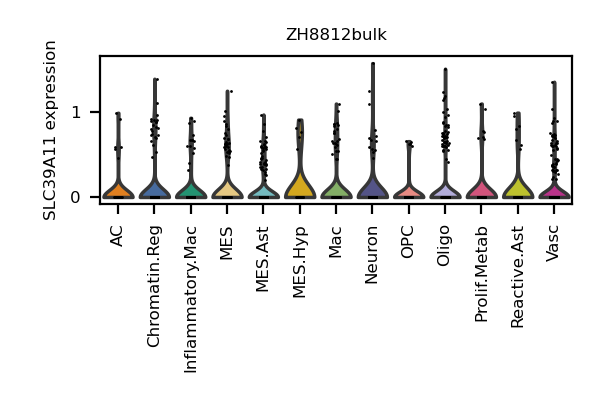 ZH8812bulk
SLC39A11 expression
1
0
AC
Chromatin.Reg
Inflammatory.Mac
MES
MES.Ast
MES.Hyp
Mac
Neuron
OPC
Oligo
Prolif.Metab
Reactive.Ast
Vasc